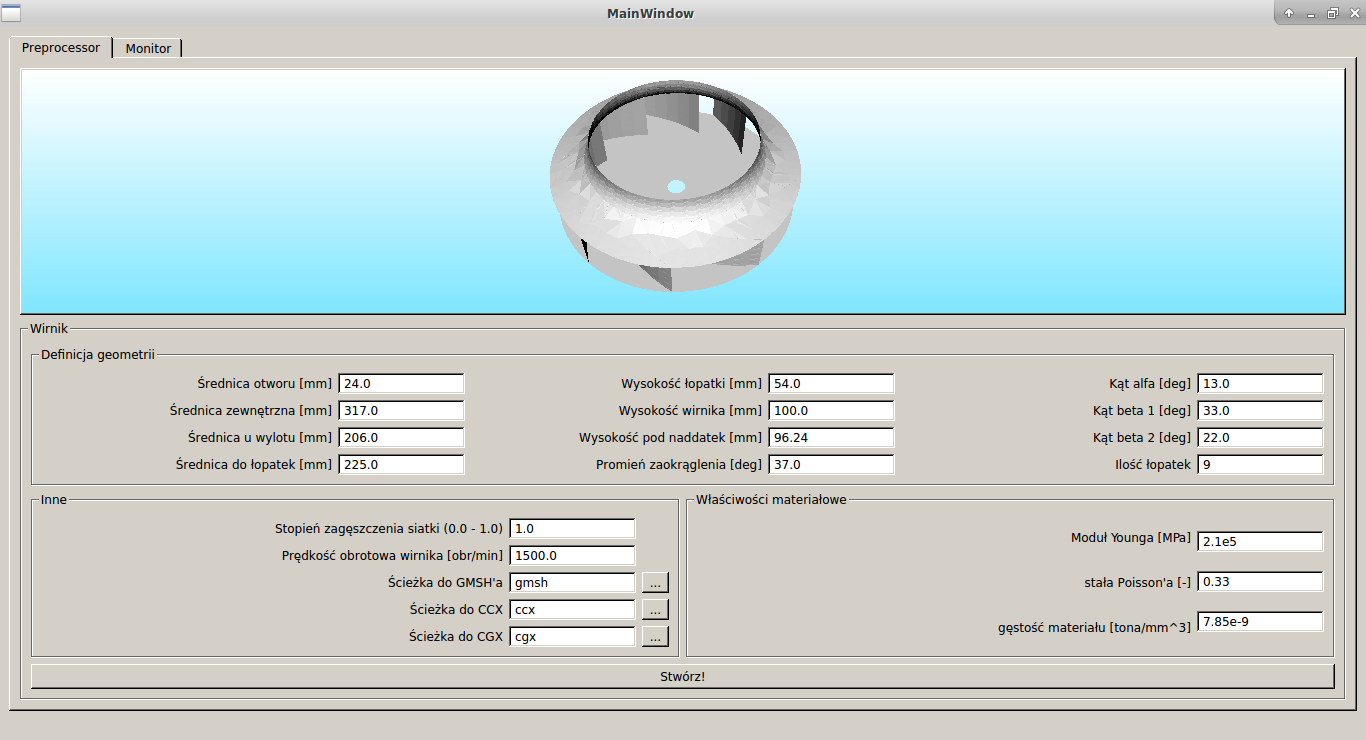 MainWindow
Preprocessor
Monitor
Wirnik
Definicja geometrii
Średnica otworu [mm] 24.0
Wysokość łopatki [mm] 54.0
Kąt alfa [deg] 13.0
Średnica zewnętrzna [mm] 317.0
Wysokość wirnika [mm] 100.0
Kąt beta 1 [deg] 33.0
Średnica u wylotu [mm] 206.0
Wysokość pod naddatek [mm] 96.24
Kąt beta 2 [deg] 22.0
Średnica do łopatek [mm] 225.0
Promień zaokrąglenia [deg] 37.0
Ilość łopatek 9
Inne
Stopień zagęszczenia siatki (0.0 - 1.0) 1.0
Prędkość obrotowa wirnika [obr/min] 1500.0
Ścieżka do GMSH'a gmsh ...
Ścieżka do CCX ccx ...
Ścieżka do CGX cgx ...
Właściwości materiałowe
Moduł Younga [MPa] 2.1e5
stała Poisson'a [-] 0.33
gęstość materiału [tona/mm^3] 7.85e-9
Stwórz!